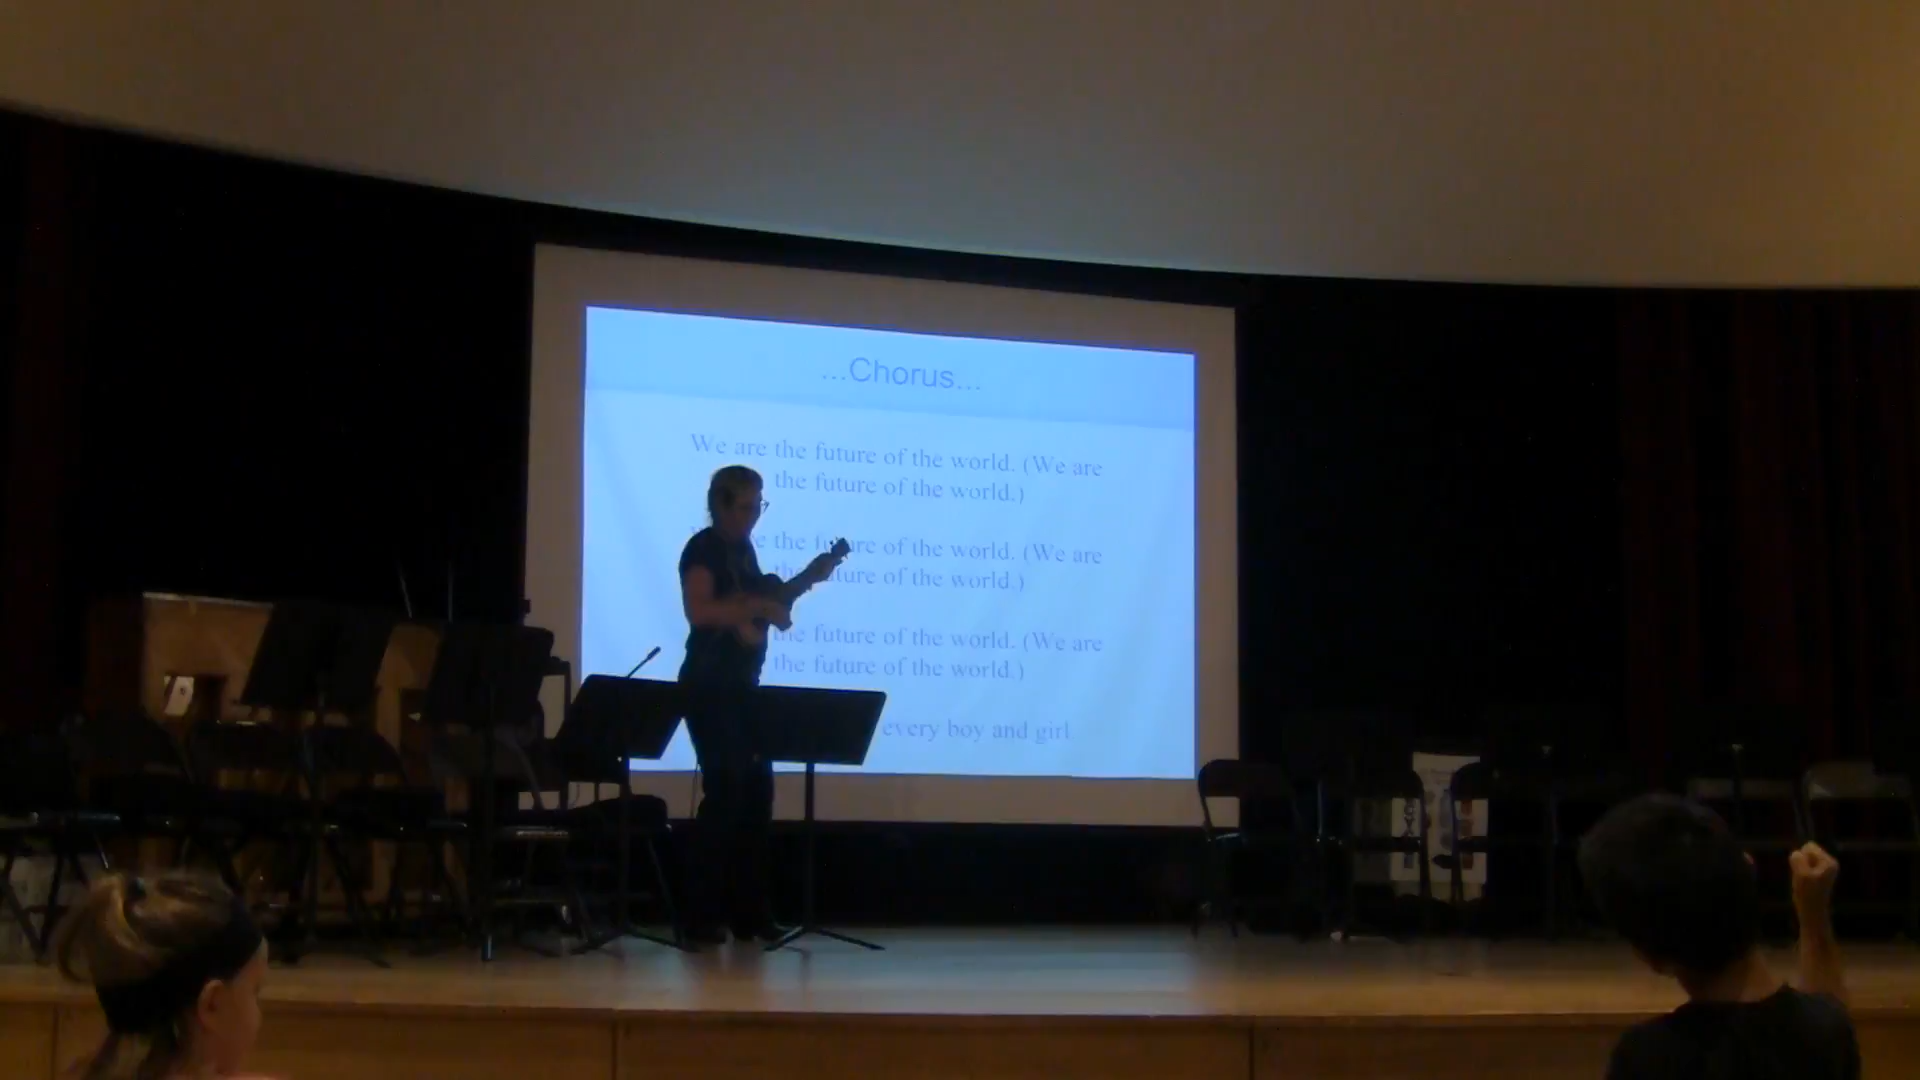 ...Chorus...
We are the future of the world. (We are
the future of the world.)
the future of the world. (We are
the future of the world.)
the future of the world. (We are
the future of the world.)
every boy and girl